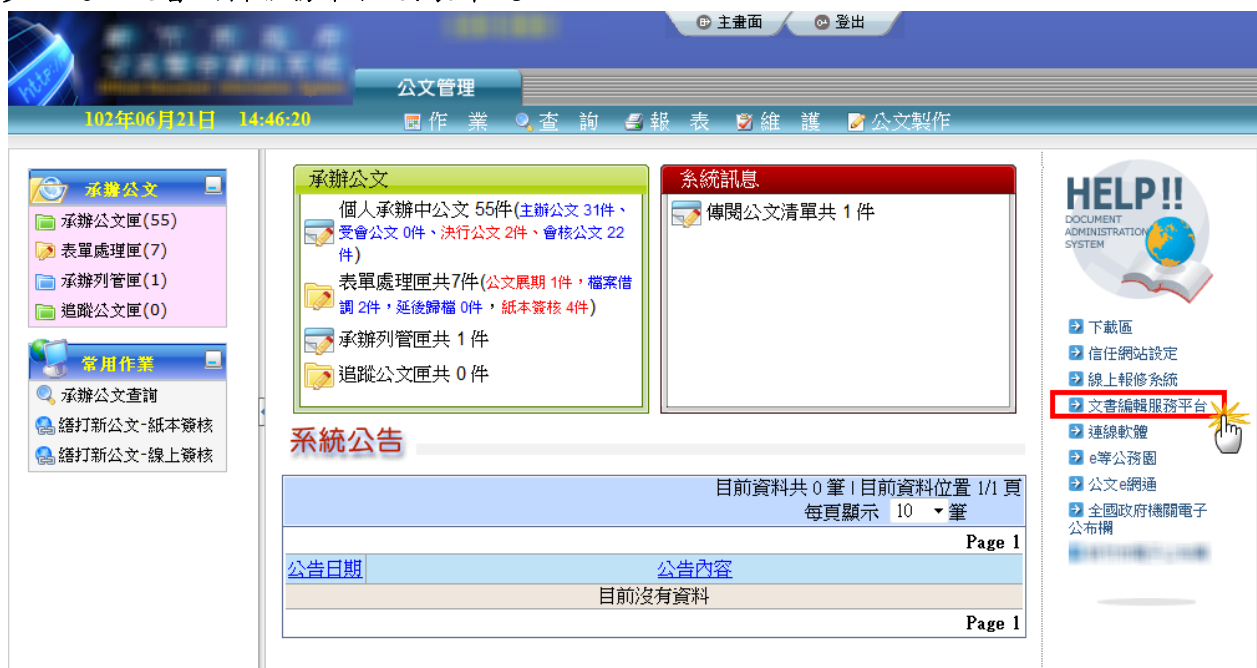 主畫面
登出
http://
公文管理
102年06月21日 14:46:20
作 業
查 詢
報 表
維 護
公文製作
承辦公文
承辦公文匣(55)
表單處理匣(7)
承辦列管匣(1)
追蹤公文匣(0)
常用作業
承辦公文查詢
繕打新公文-紙本簽核
繕打新公文-線上簽核
承辦公文
個人承辦中公文 55件(主辦公文 31件、
受會公文 0件、決行公文 2件、會核公文 22
件)
表單處理匣共7件(公文展期 1件，檔案借
調 2件，延後歸檔 0件，紙本簽核 4件)
承辦列管匣共 1 件
追蹤公文匣共 0 件
系統訊息
傳閱公文清單共 1 件
系統公告
目前資料共 0 筆 | 目前資料位置 1/1 頁
每頁顯示 10 筆
Page 1
公告日期 公告內容
目前沒有資料
Page 1
HELP!!
DOCUMENT
ADMINISTRATION
SYSTEM
下載區
信任網站設定
線上報修系統
文書編輯服務平台
連線軟體
e等公務園
公文e網通
全國政府機關電子
公布欄